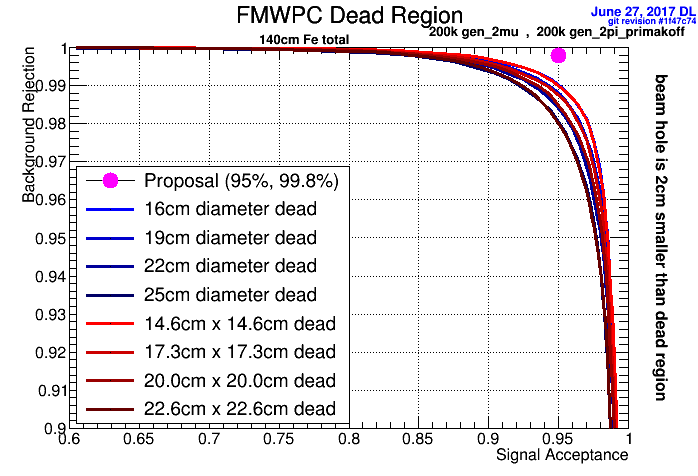 FMWPC Dead Region
June 27, 2017 DL
git revision #1f47c74
140cm Fe total
200k gen_2mu , 200k gen_2pi_primakoff
Background Rejection
1
0.99
0.98
0.97
0.96
0.95
0.94
0.93
0.92
0.91
0.9
Proposal (95%, 99.8%)
16cm diameter dead
19cm diameter dead
22cm diameter dead
25cm diameter dead
14.6cm x 14.6cm dead
17.3cm x 17.3cm dead
20.0cm x 20.0cm dead
22.6cm x 22.6cm dead
beam hole is 2cm smaller than dead region
0.6 0.65 0.7 0.75 0.8 0.85 0.9 0.95 1
Signal Acceptance